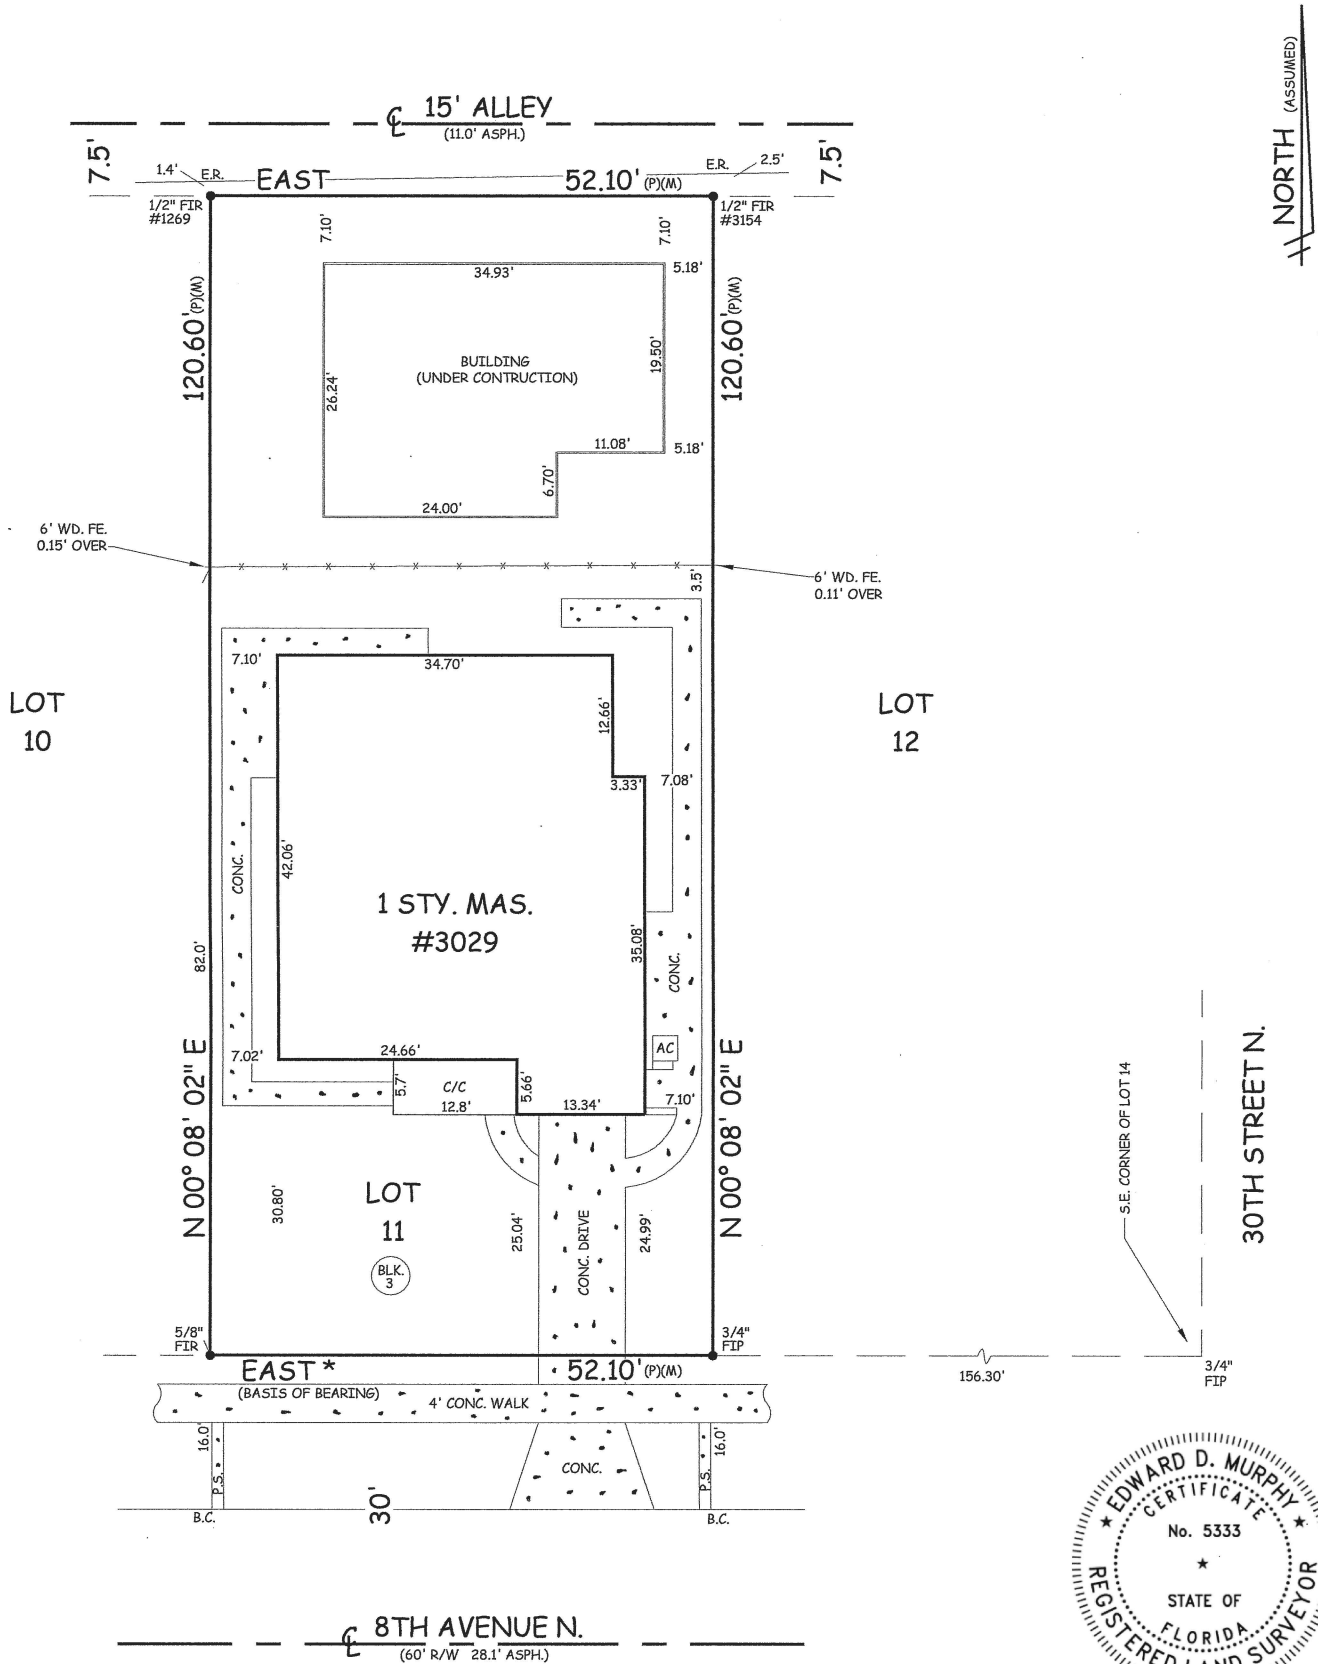 NORTH (ASSUMED)
℄ 15' ALLEY
(11.0' ASPH.)
7.5'
7.5'
1.4'
E.R.
EAST
52.10' (P)(M)
E.R.
2.5'
1/2" FIR
#1269
1/2" FIR
#3154
7.10'
7.10'
34.93'
5.18'
120.60' (P)(M)
26.24'
BUILDING
(UNDER CONTRUCTION)
19.50'
120.60' (P)(M)
11.08'
5.18'
6.70'
24.00'
6' WD. FE.
0.15' OVER
6' WD. FE.
0.11' OVER
3.5'
7.10'
34.70'
LOT
10
12.66'
LOT
12
3.33'
7.08'
CONC.
42.06'
1 STY. MAS.
#3029
82.0'
35.08'
CONC.
AC
24.66'
7.02'
5.7'
C/C
12.8'
5.66'
13.34'
7.10'
N 00° 08' 02" E
N 00° 08' 02" E
30.80'
LOT
11
BLK.
3
25.04'
CONC. DRIVE
24.99'
S.E. CORNER OF LOT 14
30TH STREET N.
5/8"
FIR
3/4"
FIP
EAST *
(BASIS OF BEARING)
52.10' (P)(M)
156.30'
3/4"
FIP
4' CONC. WALK
16.0'
P.S.
CONC.
P.S.
16.0'
B.C.
30'
B.C.
℄ 8TH AVENUE N.
(60' R/W 28.1' ASPH.)
★ EDWARD D. MURPHY ★
CERTIFICATE
No. 5333
★
STATE OF
FLORIDA
REGISTERED LAND SURVEYOR